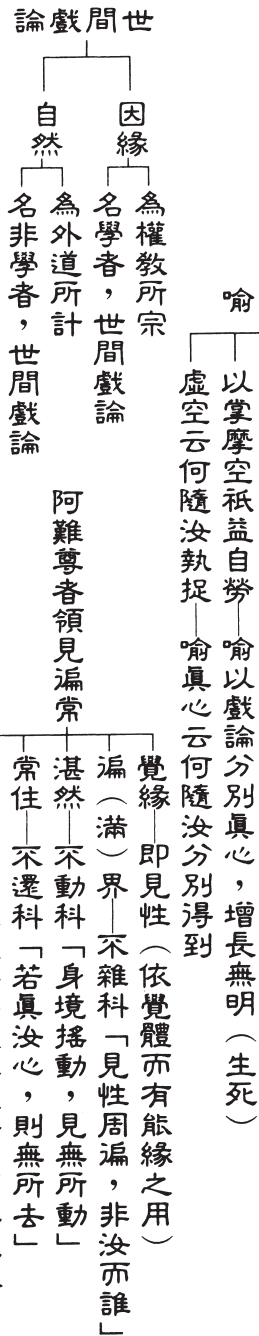 喻
以掌摩空祇益自勞—喻以戲論分別眞心，增長無明（生死）
虛空云何隨汝執捉—喻眞心云何隨汝分別得到
世間戲論
因緣
為權教所宗
名學者，世間戲論
自然
為外道所計
名非學者，世間戲論
阿難尊者領見遍常
覺緣—即見性（依覺體而有能緣之用）
遍（滿）界—不雜科「見性周遍，非汝而誰」
湛然—不動科「身境搖動，見無所動」
常住—不還科「若眞汝心，則無所去」